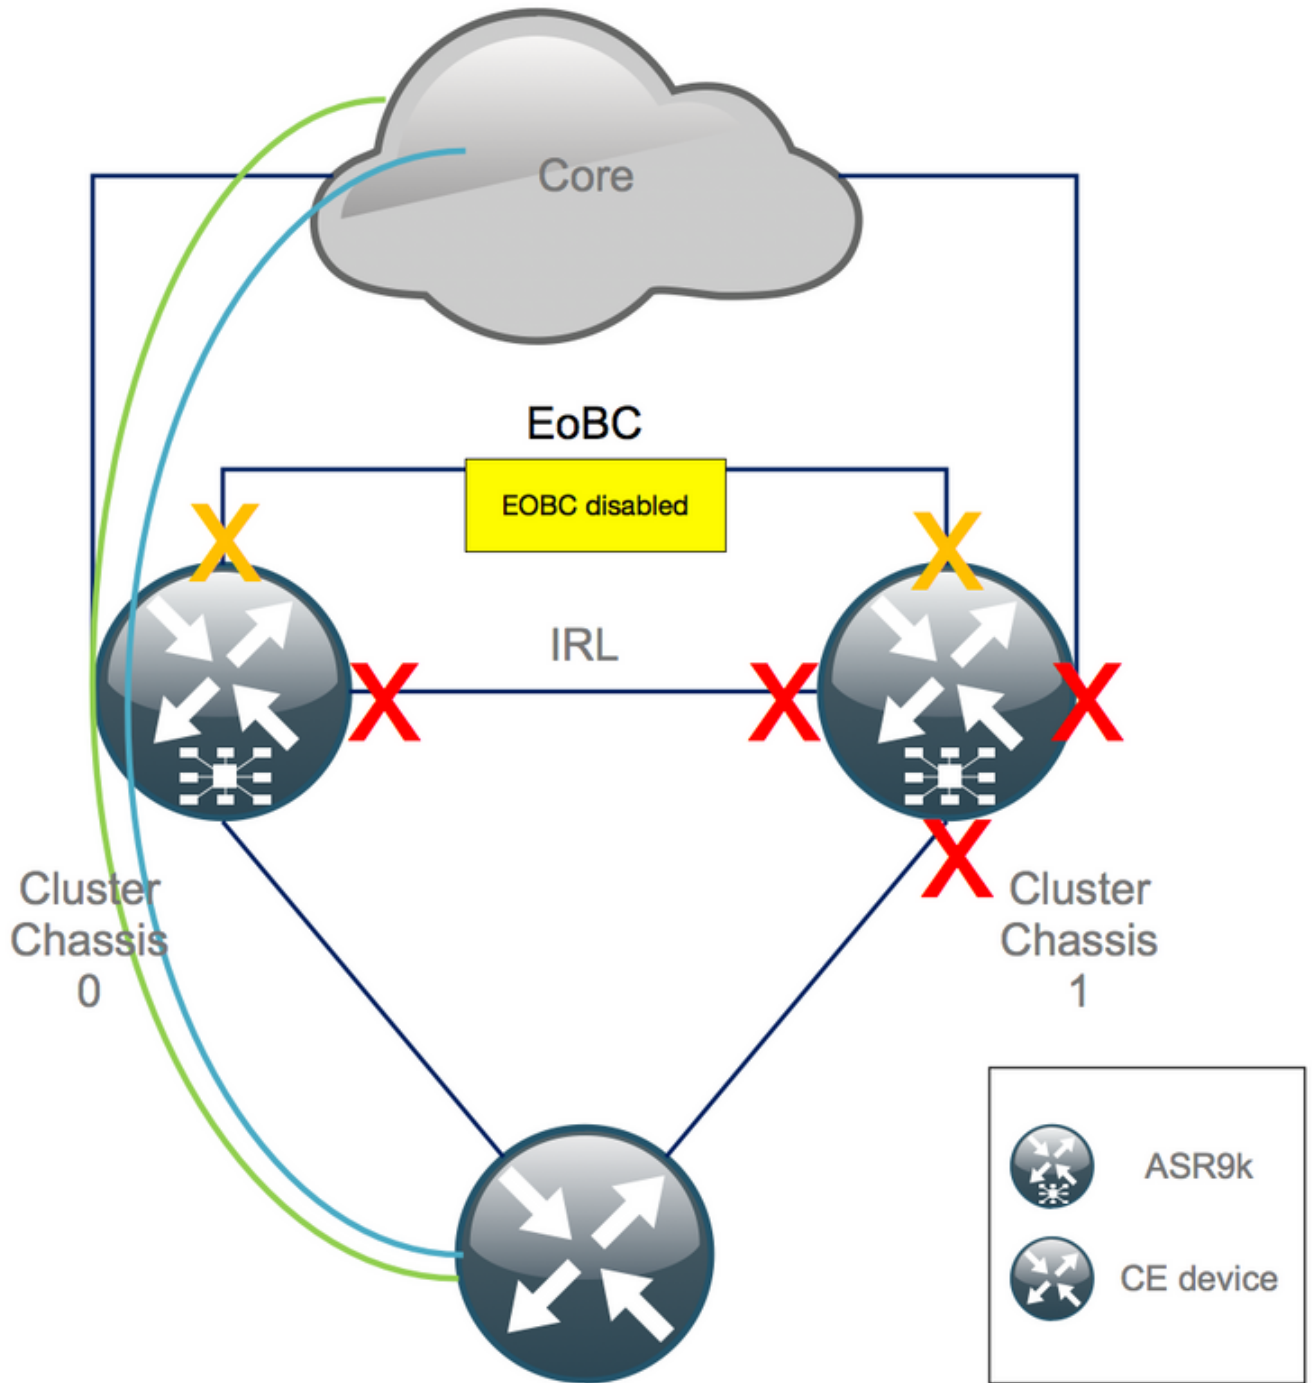 Core
EoBC
EOBC disabled
IRL
Cluster
Chassis
0
Cluster
Chassis
1
ASR9k
CE device